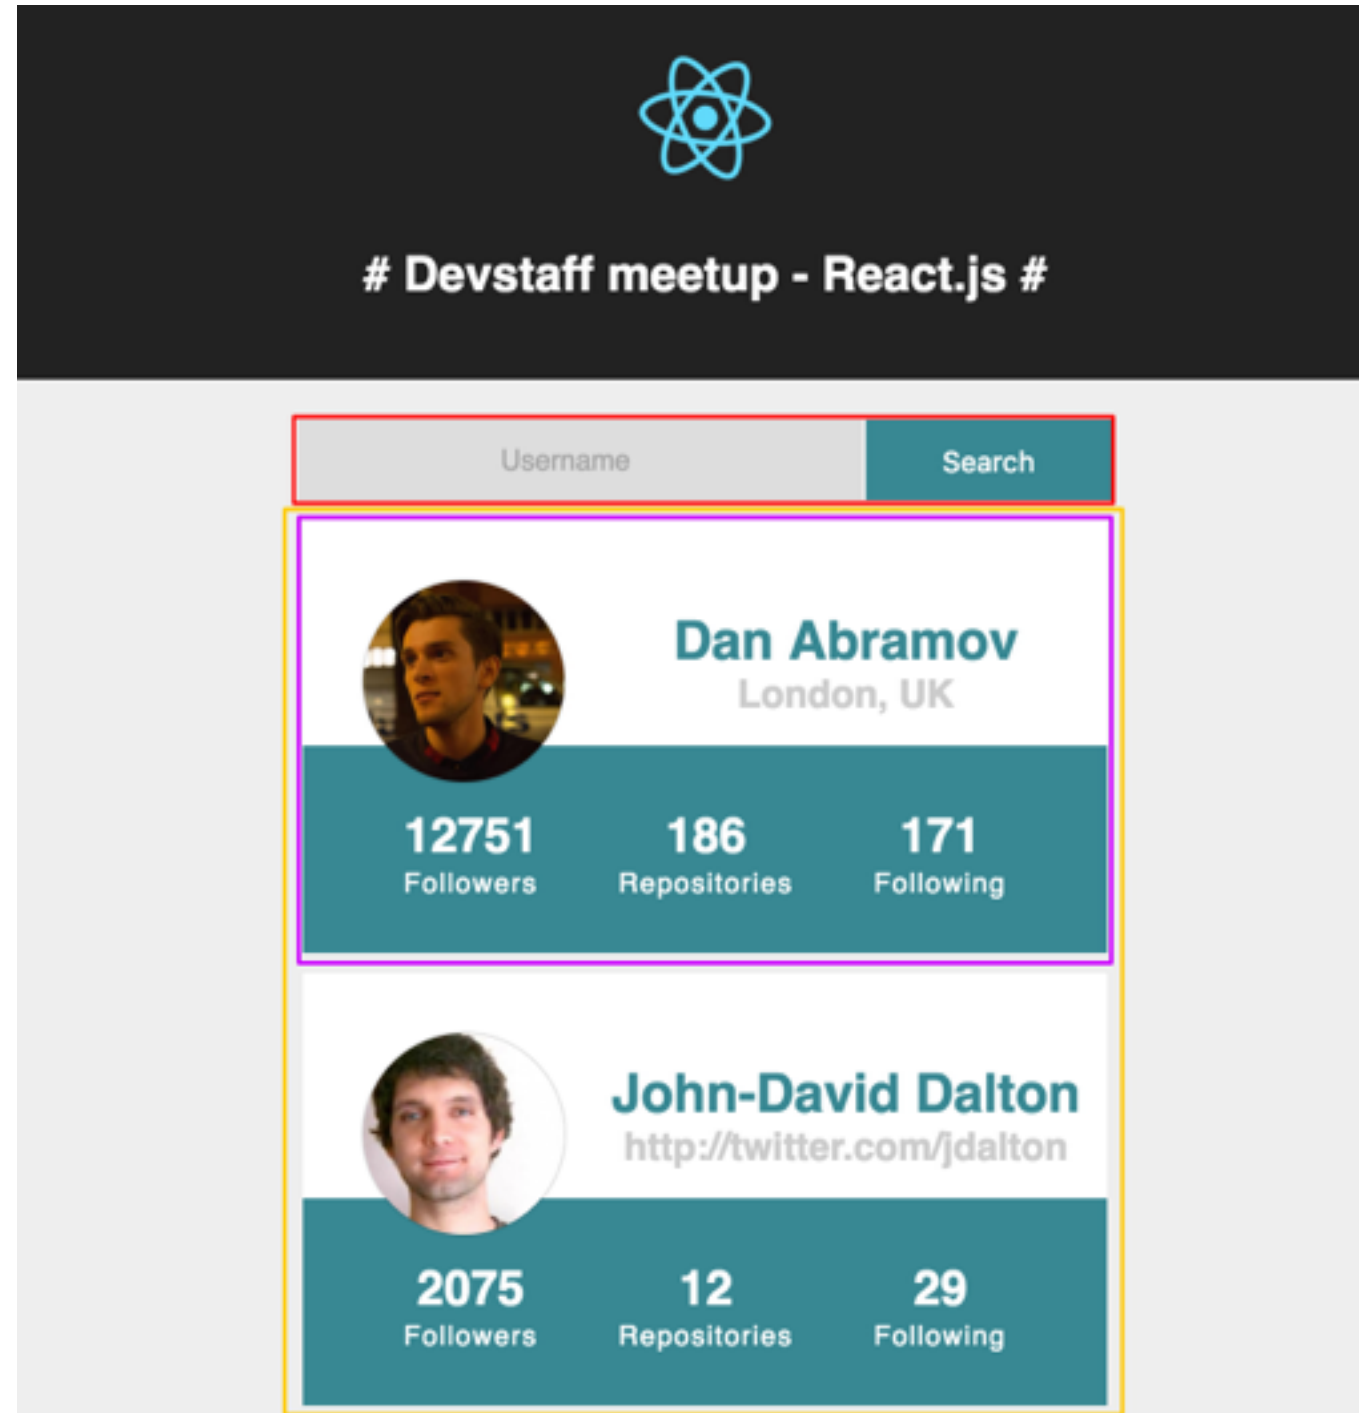 # Devstaff meetup - React.js #
Username Search
Dan Abramov
London, UK
12751 186 171
Followers Repositories Following
John-David Dalton
http://twitter.com/jdalton
2075 12 29
Followers Repositories Following